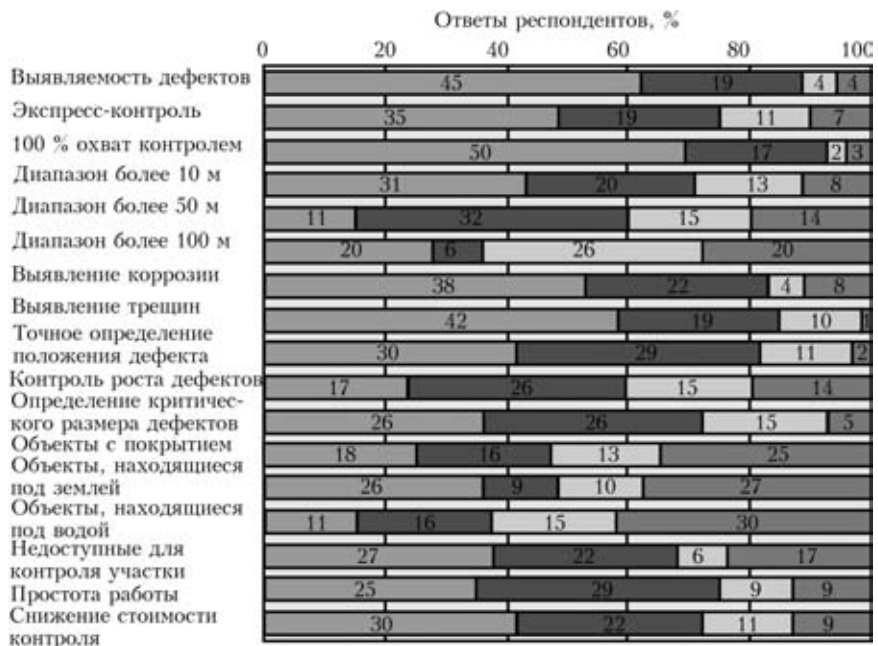 Ответы респондентов, %
0 20 40 60 80 100
Выявляемость дефектов 45 19 4 4
Экспресс-контроль 35 19 11 7
100 % охват контролем 50 17 2 3
Диапазон более 10 м 31 20 13 8
Диапазон более 50 м 11 32 15 14
Диапазон более 100 м 20 6 26 20
Выявление коррозии 38 22 4 8
Выявление трещин 42 19 10 1
Точное определение
положения дефекта 30 29 11 2
Контроль роста дефектов 17 26 15 14
Определение критичес-
кого размера дефектов 26 26 15 5
Объекты с покрытием 18 16 13 25
Объекты, находящиеся
под землей 26 9 10 27
Объекты, находящиеся
под водой 11 16 15 30
Недоступные для
контроля участки 27 22 6 17
Простота работы 25 29 9 9
Снижение стоимости
контроля 30 22 11 9